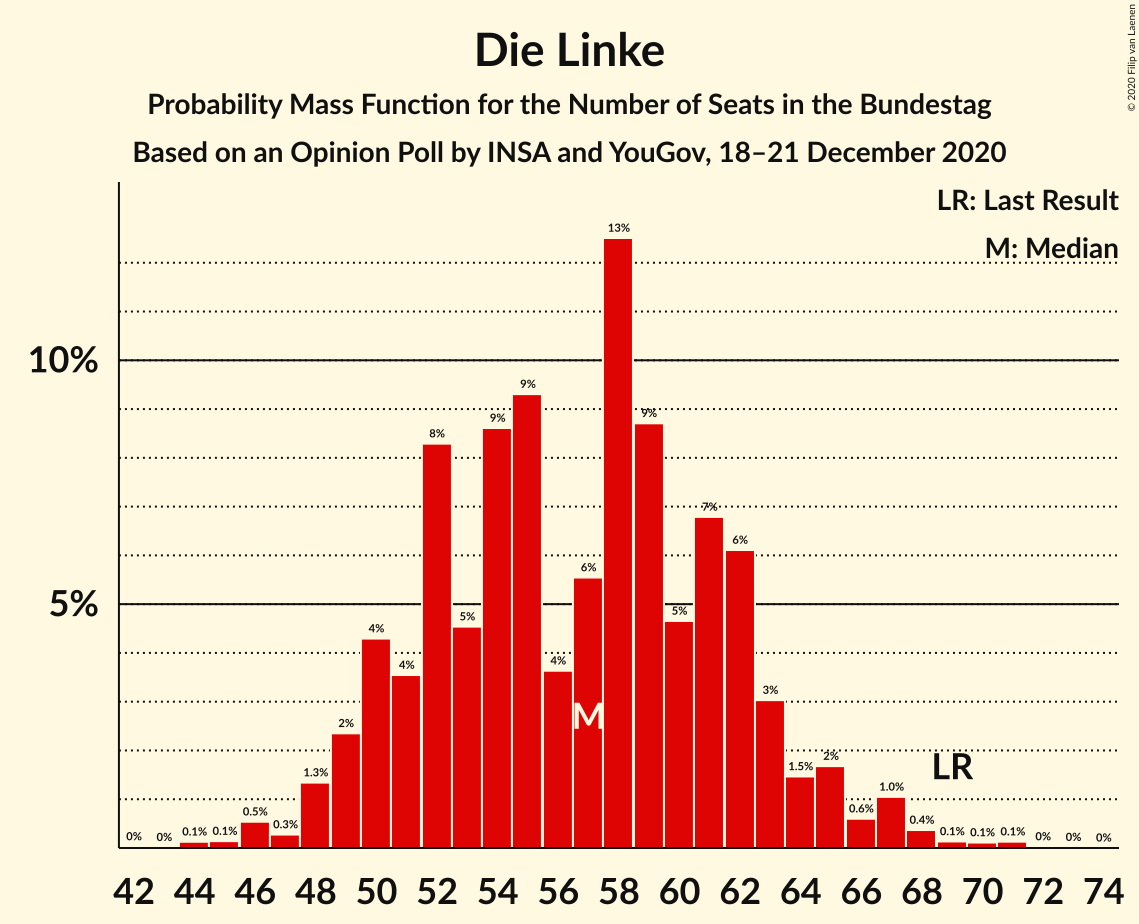 Die Linke
Probability Mass Function for the Number of Seats in the Bundestag
Based on an Opinion Poll by INSA and YouGov, 18–21 December 2020
© 2020 Filip van Laenen
LR: Last Result
M: Median
10%
5%
0% 0% 0.1% 0.1% 0.5% 0.3% 1.3% 2% 4% 4% 8% 5% 9% 9% 4% 6% 13% 9% 5% 7% 6% 3% 1.5% 2% 0.6% 1.0% 0.4% 0.1% 0.1% 0.1% 0% 0% 0%
M
LR
42 44 46 48 50 52 54 56 58 60 62 64 66 68 70 72 74